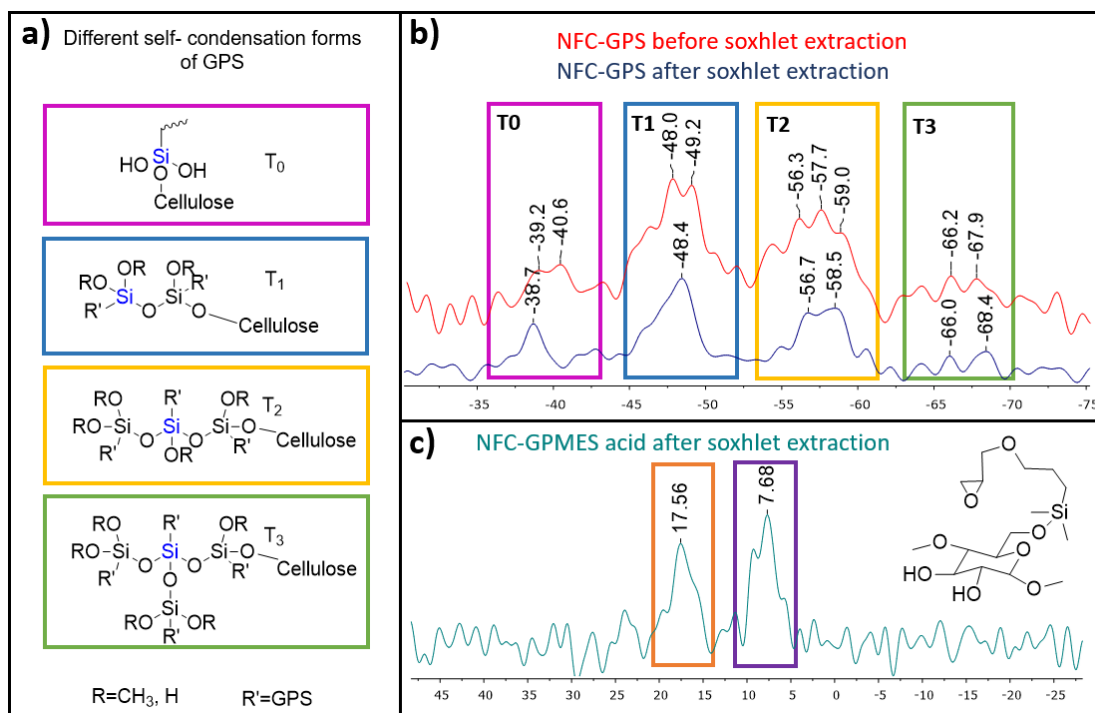 a)
Different self- condensation forms
of GPS
Si
HO
OH
O
Cellulose
T0
OR
OR
RO
R'
T1
Si
Si
R'
O
O
Cellulose
R'
OR
OR
T2
RO
Si
Si
Si
O
O
O
Cellulose
R'
OR
R'
OR
R'
OR
T3
RO
Si
Si
Si
O
O
O
Cellulose
R'
O
R'
RO
Si
OR
R'
R=CH3, H R'=GPS
b)
NFC-GPS before soxhlet extraction
NFC-GPS after soxhlet extraction
T0
T1
T2
T3
-39.2
-40.6
-38.7
-48.0
-49.2
-48.4
-56.3
-57.7
-59.0
-56.7
-58.5
-66.2
-67.9
-66.0
-68.4
-35 -40 -45 -50 -55 -60 -65 -70 -75
c)
NFC-GPMES acid after soxhlet extraction
17.56
7.68
O
O
Si
O
O
O
HO
HO
O
45 40 35 30 25 20 15 10 5 0 -5 -10 -15 -20 -25